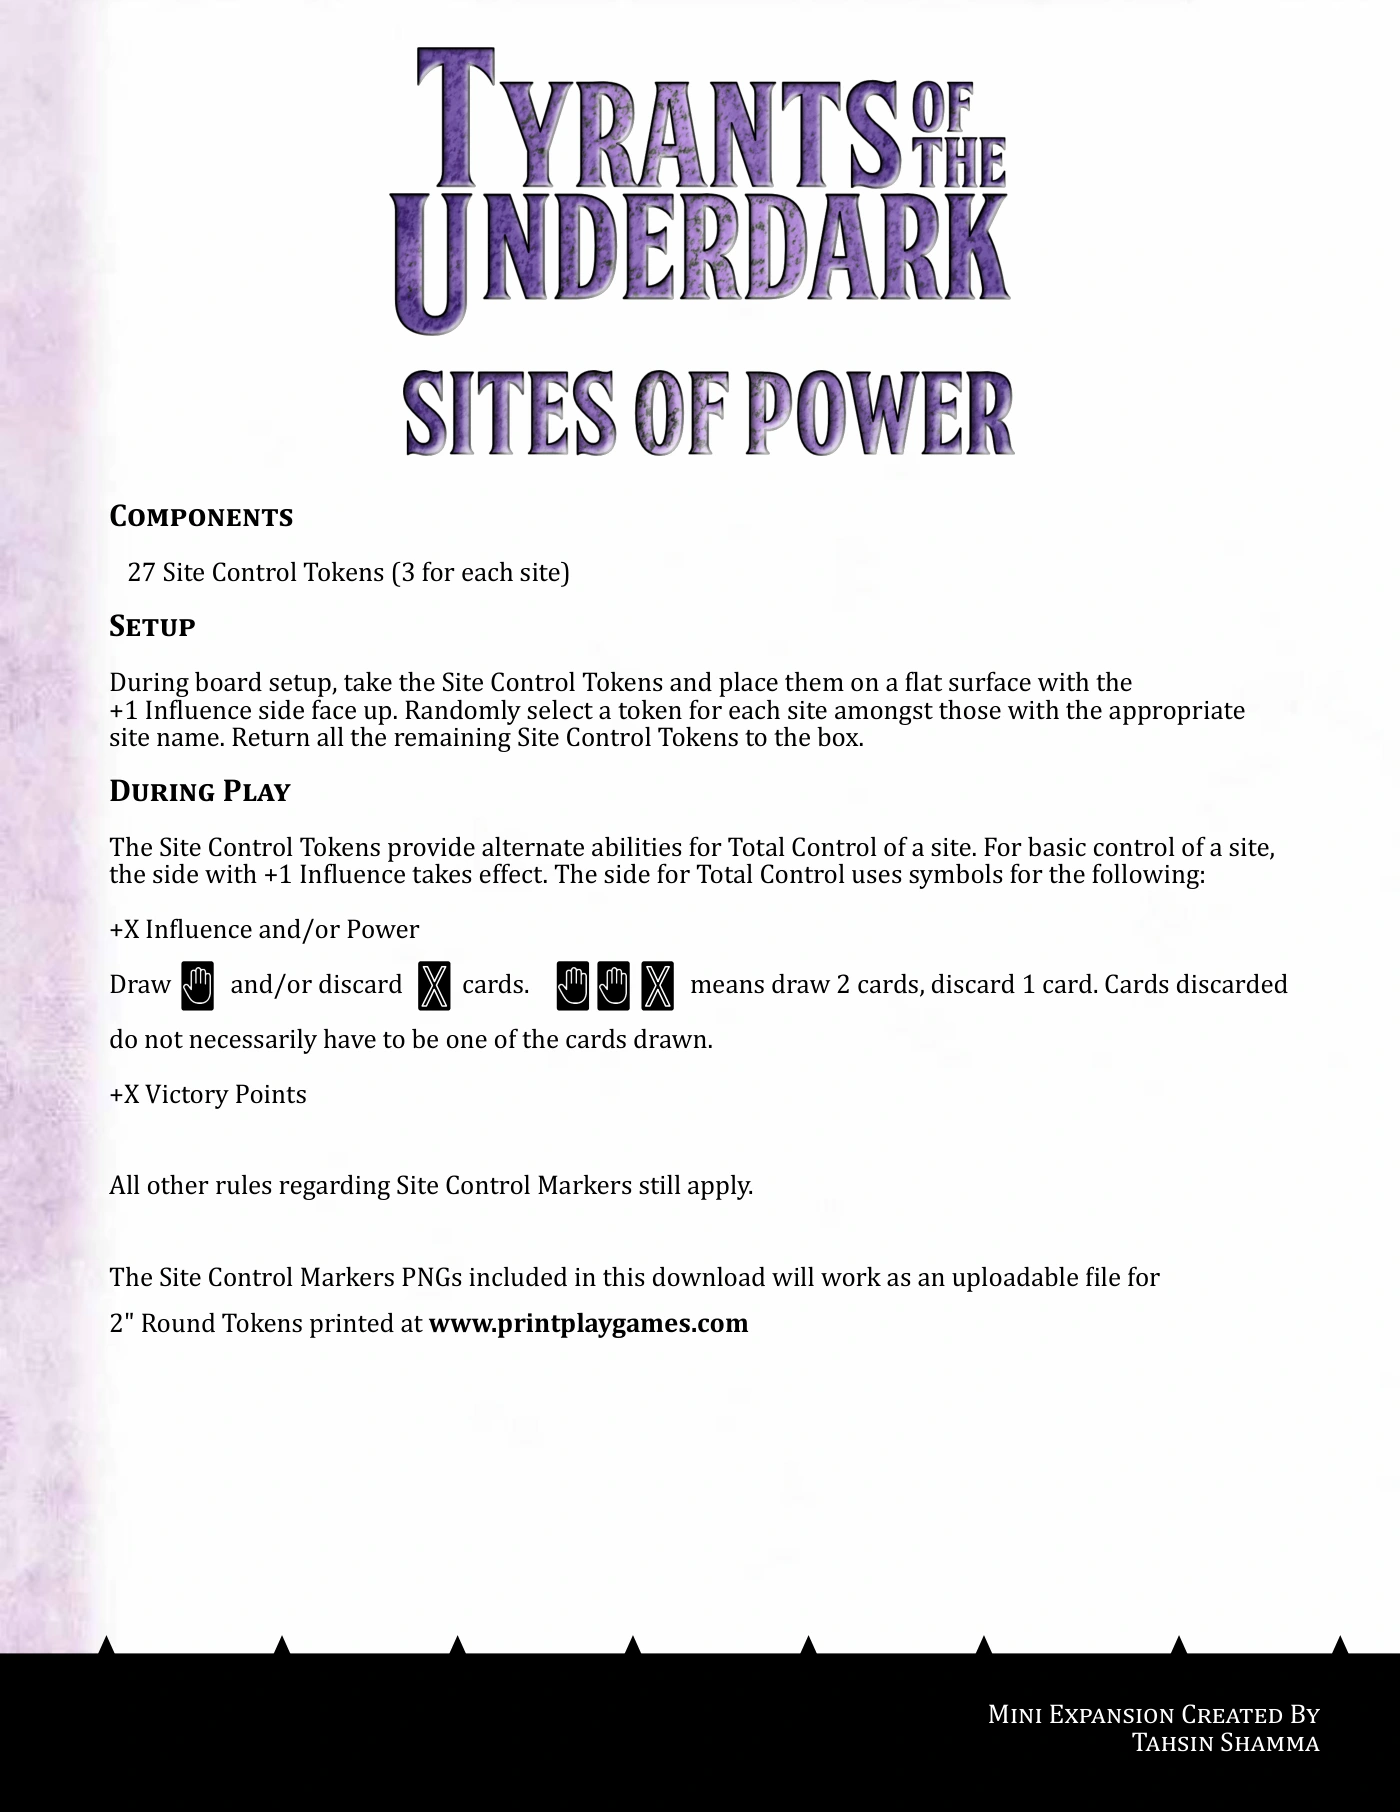 TYRANTS OF THE
UNDERDARK
SITES OF POWER
COMPONENTS
27 Site Control Tokens (3 for each site)
SETUP
During board setup, take the Site Control Tokens and place them on a flat surface with the
+1 Influence side face up. Randomly select a token for each site amongst those with the appropriate
site name. Return all the remaining Site Control Tokens to the box.
DURING PLAY
The Site Control Tokens provide alternate abilities for Total Control of a site. For basic control of a site,
the side with +1 Influence takes effect. The side for Total Control uses symbols for the following:
+X Influence and/or Power
Draw and/or discard X cards. X means draw 2 cards, discard 1 card. Cards discarded
do not necessarily have to be one of the cards drawn.
+X Victory Points
All other rules regarding Site Control Markers still apply.
The Site Control Markers PNGs included in this download will work as an uploadable file for
2" Round Tokens printed at www.printplaygames.com
MINI EXPANSION CREATED BY
TAHSIN SHAMMA